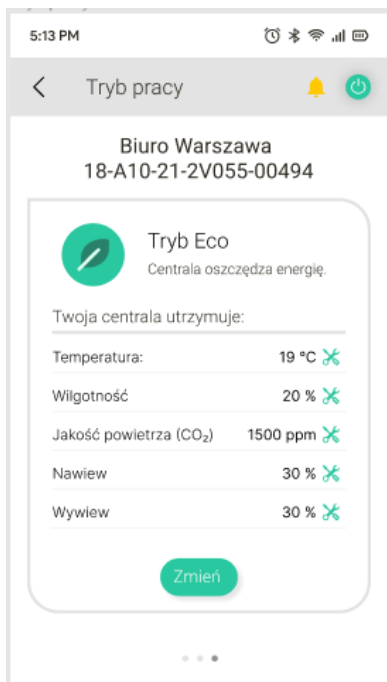 5:13 PM
Tryb pracy
Biuro Warszawa
18-A10-21-2V055-00494
Tryb Eco
Centrala oszczędza energię.
Twoja centrala utrzymuje:
Temperatura: 19 °C
Wilgotność 20 %
Jakość powietrza (CO₂) 1500 ppm
Nawiew 30 %
Wywiew 30 %
Zmień